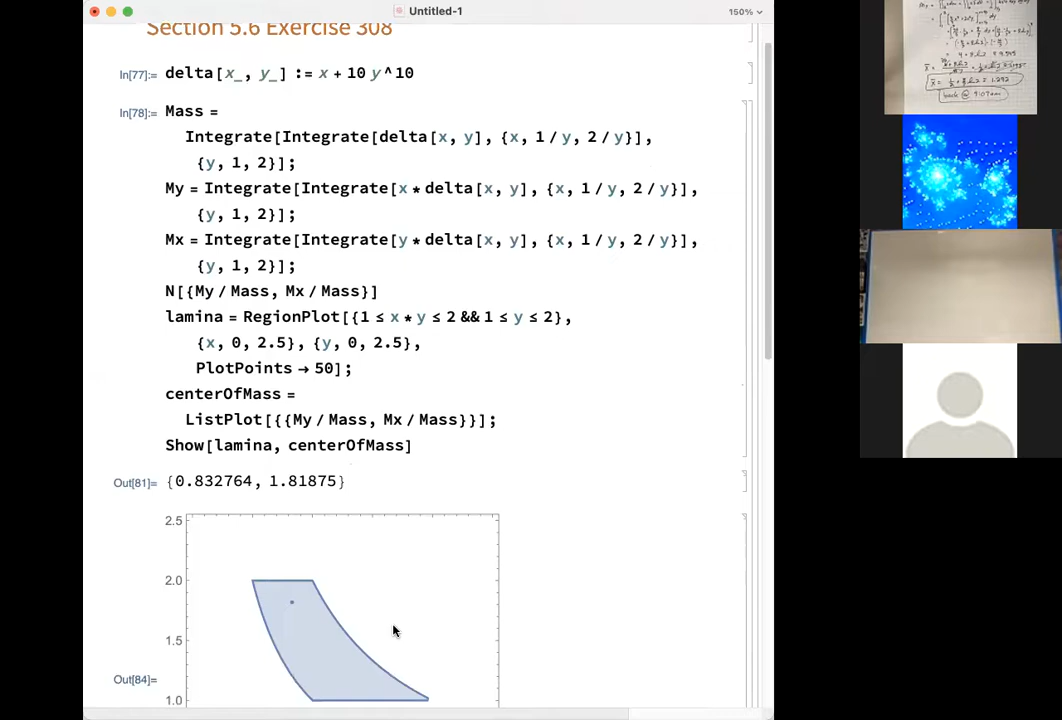 Untitled-1
150%
Section 5.6 Exercise 308
In[77]:= delta[x_, y_] := x + 10 y^10
In[78]:= Mass =
Integrate[Integrate[delta[x, y], {x, 1/y, 2/y}],
{y, 1, 2}];
My = Integrate[Integrate[x*delta[x, y], {x, 1/y, 2/y}],
{y, 1, 2}];
Mx = Integrate[Integrate[y*delta[x, y], {x, 1/y, 2/y}],
{y, 1, 2}];
N[{My/Mass, Mx/Mass}]
lamina = RegionPlot[{1 ≤ x*y ≤ 2 && 1 ≤ y ≤ 2},
{x, 0, 2.5}, {y, 0, 2.5},
PlotPoints → 50];
centerOfMass =
ListPlot[{{My/Mass, Mx/Mass}}];
Show[lamina, centerOfMass]
Out[81]= {0.832764, 1.81875}
2.5
2.0
1.5
Out[84]=
1.0
back @ 9:07am